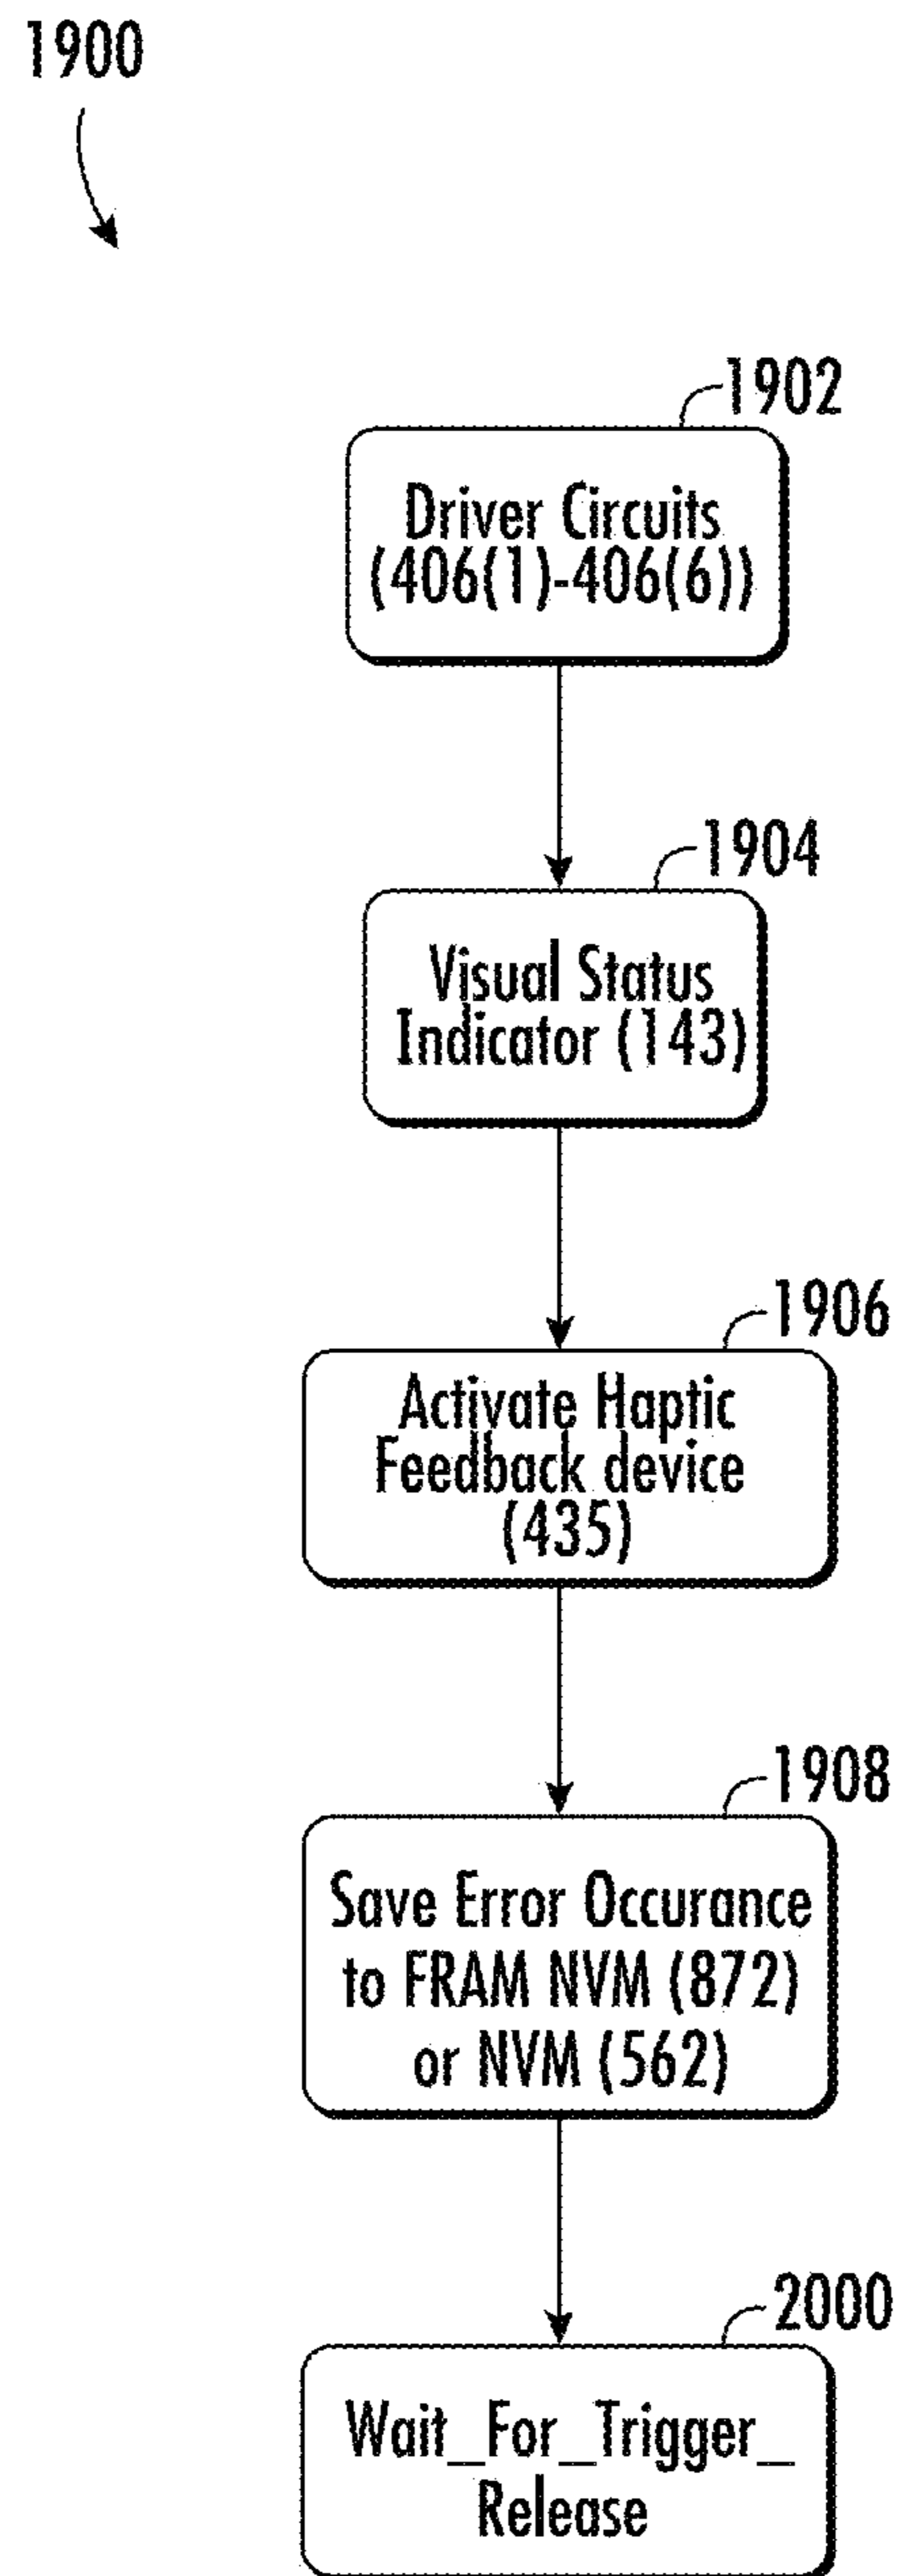 1900
1902
Driver Circuits
(406(1)-406(6))
1904
Visual Status
Indicator (143)
1906
Activate Haptic
Feedback device
(435)
1908
Save Error Occurance
to FRAM NVM (872)
or NVM (562)
2000
Wait_For_Trigger_
Release